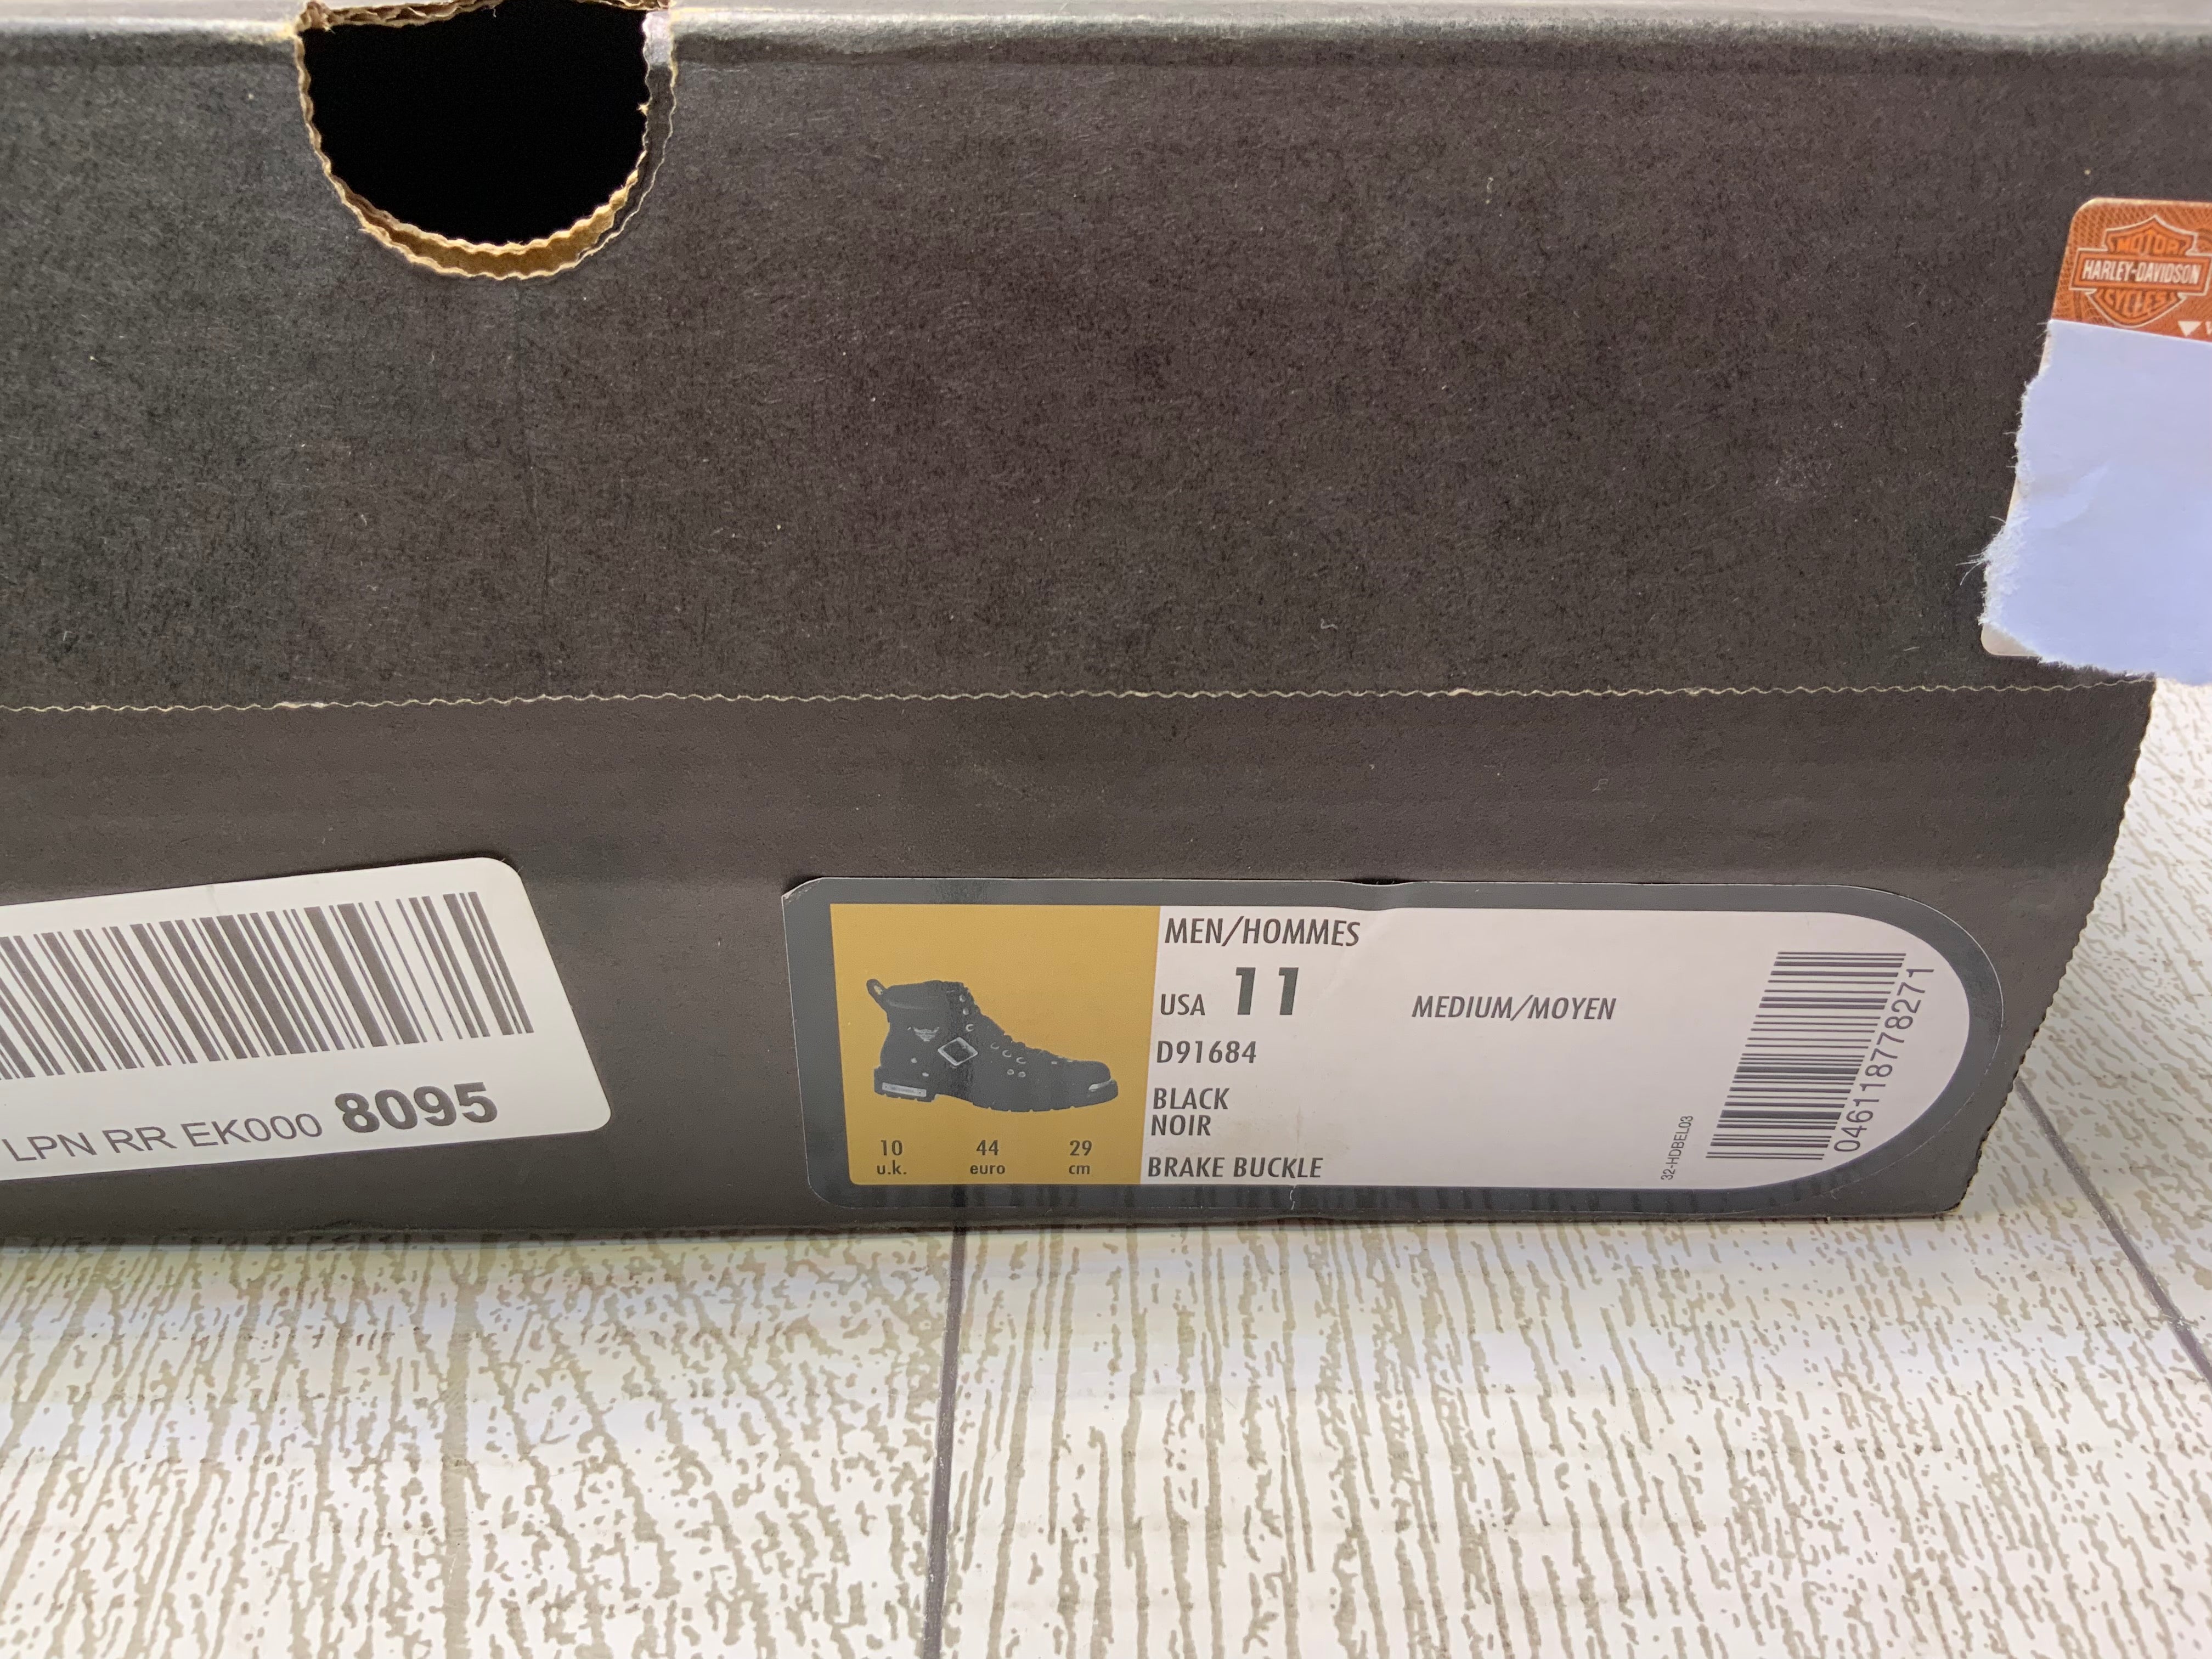 MOTOR
HARLEY-DAVIDSON
CYCLES
LPN RR EK000 8095
MEN/HOMMES
USA 11 MEDIUM/MOYEN
D91684
BLACK
NOIR
BRAKE BUCKLE
10 44 29
u.k. euro cm
32-HDBEL03
046118778271